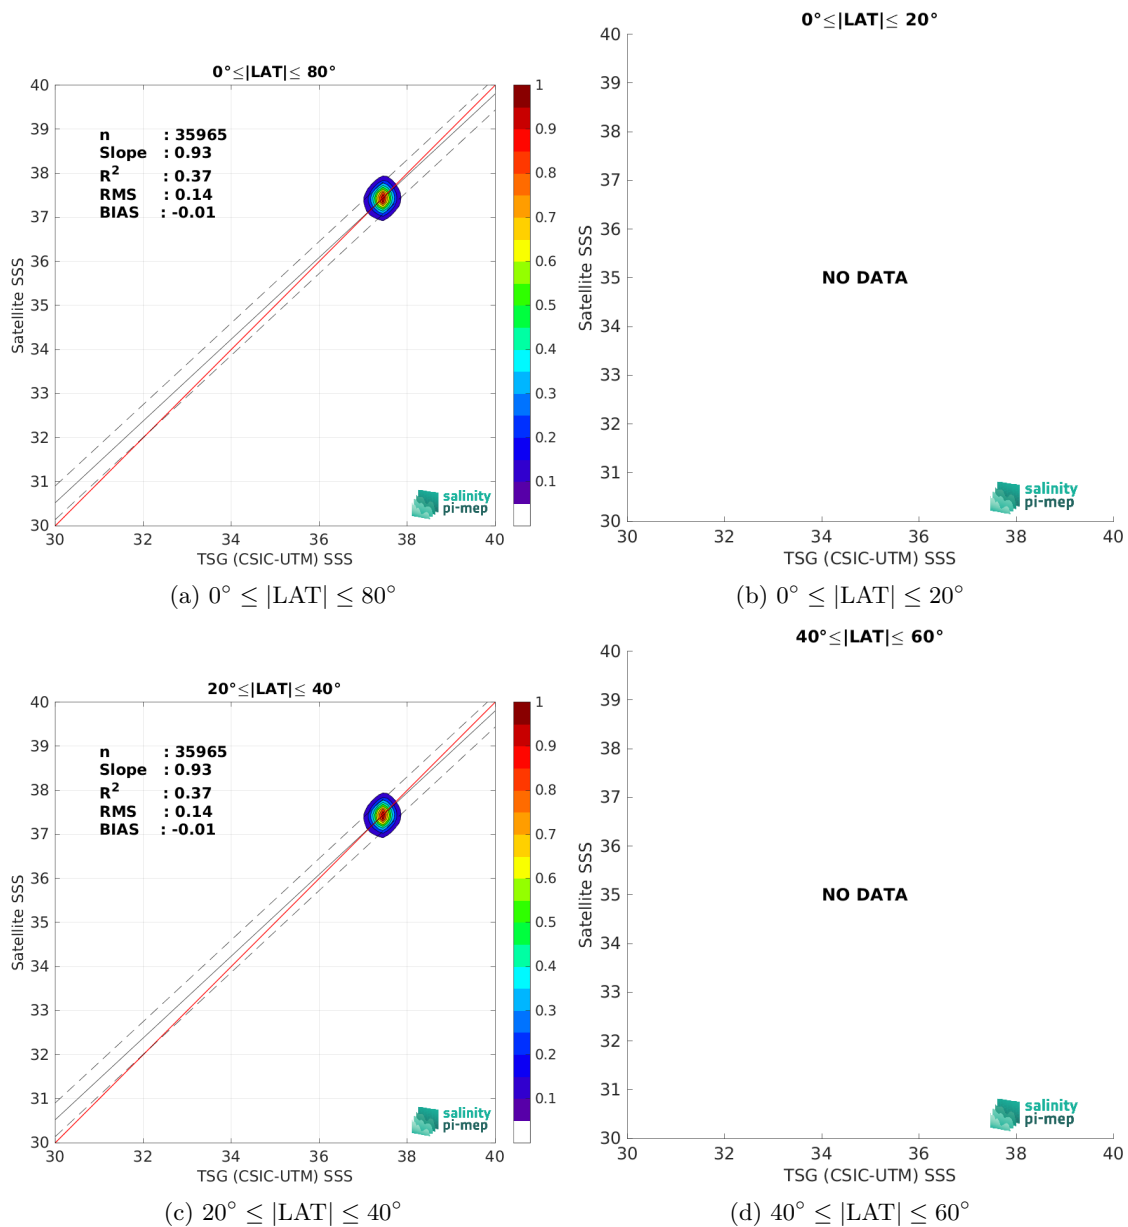 0°≤|LAT|≤ 80°
40
39
38
37
36
35
34
33
32
31
30
30
32
34
36
38
40
Satellite SSS
TSG (CSIC-UTM) SSS
n : 35965
Slope : 0.93
R2 : 0.37
RMS : 0.14
BIAS : -0.01
salinity
pi-mep
1
0.9
0.8
0.7
0.6
0.5
0.4
0.3
0.2
0.1
(a) 0° ≤ |LAT| ≤ 80°
0°≤|LAT|≤ 20°
40
39
38
37
36
35
34
33
32
31
30
30
32
34
36
38
40
Satellite SSS
TSG (CSIC-UTM) SSS
NO DATA
salinity
pi-mep
(b) 0° ≤ |LAT| ≤ 20°
20°≤|LAT|≤ 40°
40
39
38
37
36
35
34
33
32
31
30
30
32
34
36
38
40
Satellite SSS
TSG (CSIC-UTM) SSS
n : 35965
Slope : 0.93
R2 : 0.37
RMS : 0.14
BIAS : -0.01
salinity
pi-mep
1
0.9
0.8
0.7
0.6
0.5
0.4
0.3
0.2
0.1
(c) 20° ≤ |LAT| ≤ 40°
40°≤|LAT|≤ 60°
40
39
38
37
36
35
34
33
32
31
30
30
32
34
36
38
40
Satellite SSS
TSG (CSIC-UTM) SSS
NO DATA
salinity
pi-mep
(d) 40° ≤ |LAT| ≤ 60°